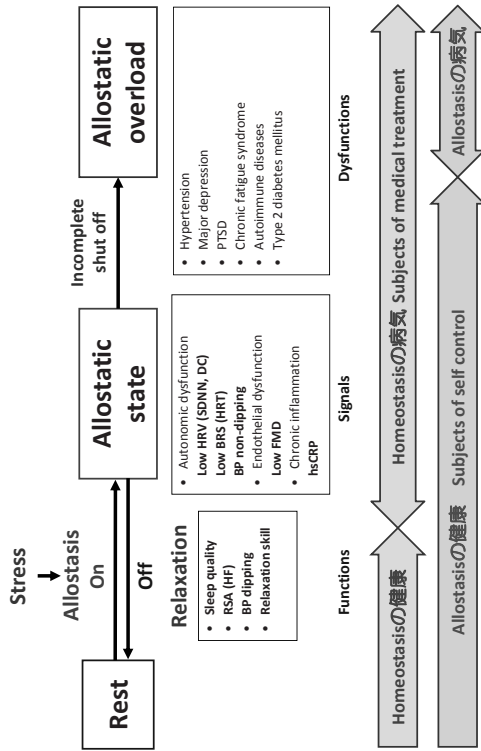 Stress
Allostasis
On
Off
Rest
Allostatic
state
Incomplete
shut off
Allostatic
overload
Relaxation
• Sleep quality
• RSA (HF)
• BP dipping
• Relaxation skill
• Autonomic dysfunction
Low HRV (SDNN, DC)
Low BRS (HRT)
BP non-dipping
• Endothelial dysfunction
• Low FMD
• Chronic inflammation
hsCRP
• Hypertension
• Major depression
• PTSD
• Chronic fatigue syndrome
• Autoimmune diseases
• Type 2 diabetes mellitus
Functions
Signals
Dysfunctions
Homeostasisの健康
Homeostasisの病気 Subjects of medical treatment
Allostasisの健康 Subjects of self control
Allostasisの病気